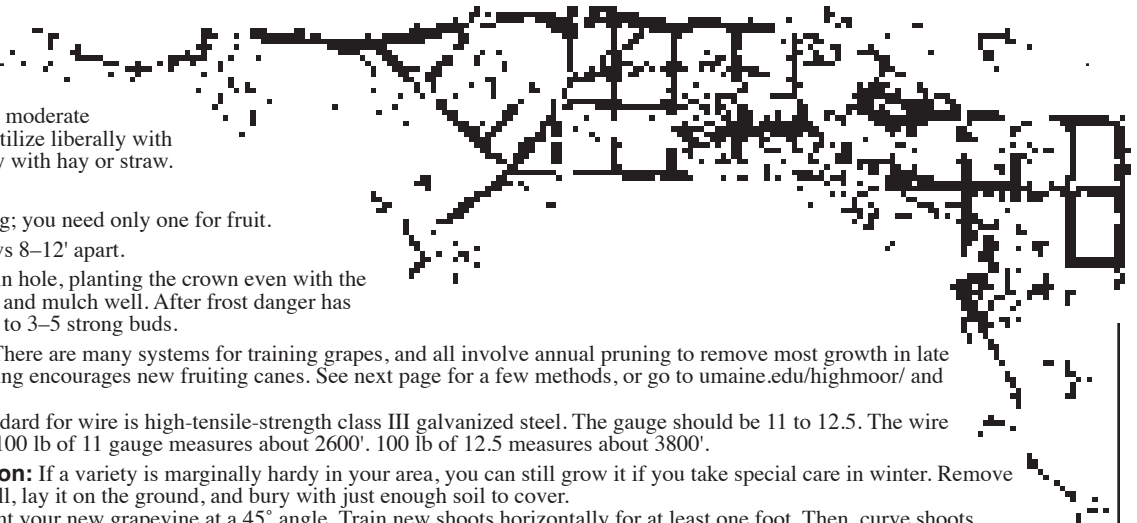 moderate
tilize liberally with
with hay or straw.
g; you need only one for fruit.
vs 8–12' apart.
n hole, planting the crown even with the
and mulch well. After frost danger has
to 3–5 strong buds.
There are many systems for training grapes, and all involve annual pruning to remove most growth in late
ing encourages new fruiting canes. See next page for a few methods, or go to umaine.edu/highmoor/ and
dard for wire is high-tensile-strength class III galvanized steel. The gauge should be 11 to 12.5. The wire
100 lb of 11 gauge measures about 2600'. 100 lb of 12.5 measures about 3800'.
on: If a variety is marginally hardy in your area, you can still grow it if you take special care in winter. Remove
ll, lay it on the ground, and bury with just enough soil to cover.
nt your new grapevine at a 45° angle. Train new shoots horizontally for at least one foot. Then, curve shoots